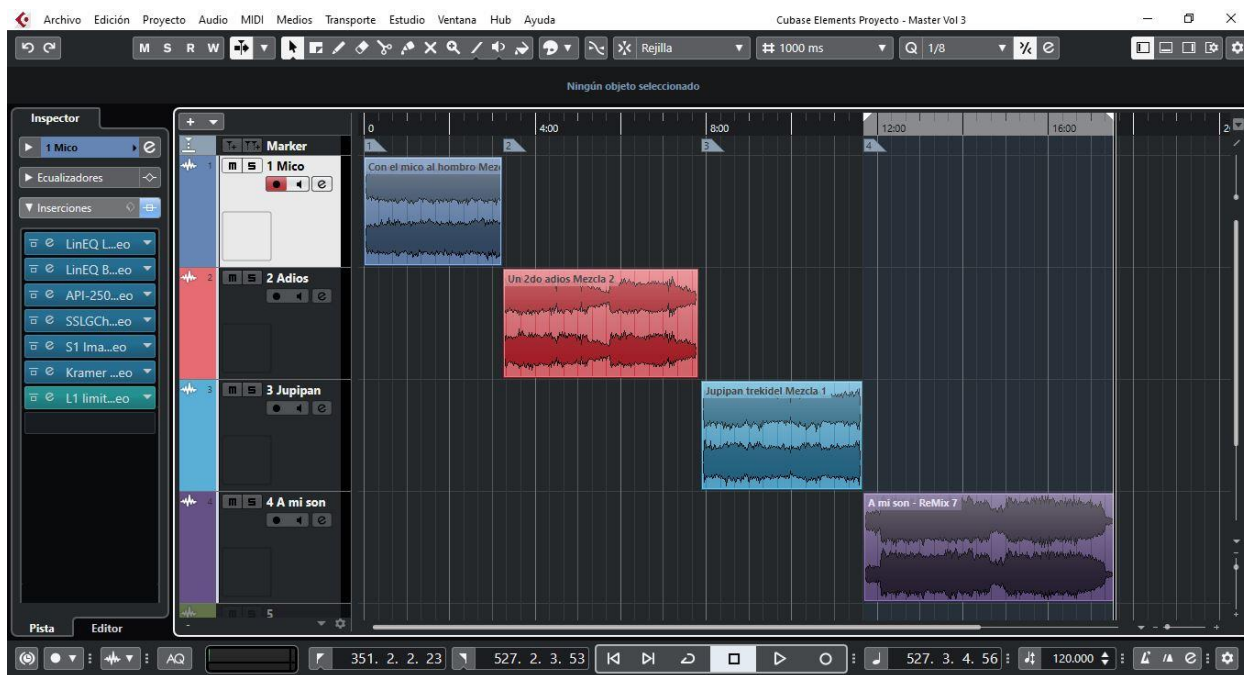 Archivo Edición Proyecto Audio MIDI Medios Transporte Estudio Ventana Hub Ayuda Cubase Elements Proyecto - Master Vol 3
M S R W Rejilla 1000 ms Q 1/8
Ningún objeto seleccionado
Inspector
1 Mico
Ecualizadores
Inserciones
LinEQ L...eo
LinEQ B...eo
API-250...eo
SSLGCh...eo
S1 Ima...eo
Kramer ...eo
L1 limit...eo
Pista Editor
0 4:00 8:00 12:00 16:00
Marker 1 2 3 4
1 m S 1 Mico
Con el mico al hombro Mez
2 m S 2 Adios
Un 2do adios Mezcla 2
3 m S 3 Jupipan
Jupipan trekidel Mezcla 1
4 m S 4 A mi son
A mi son - ReMix 7
m S 5
AQ 351. 2. 2. 23 527. 2. 3. 53 527. 3. 4. 56 120.000